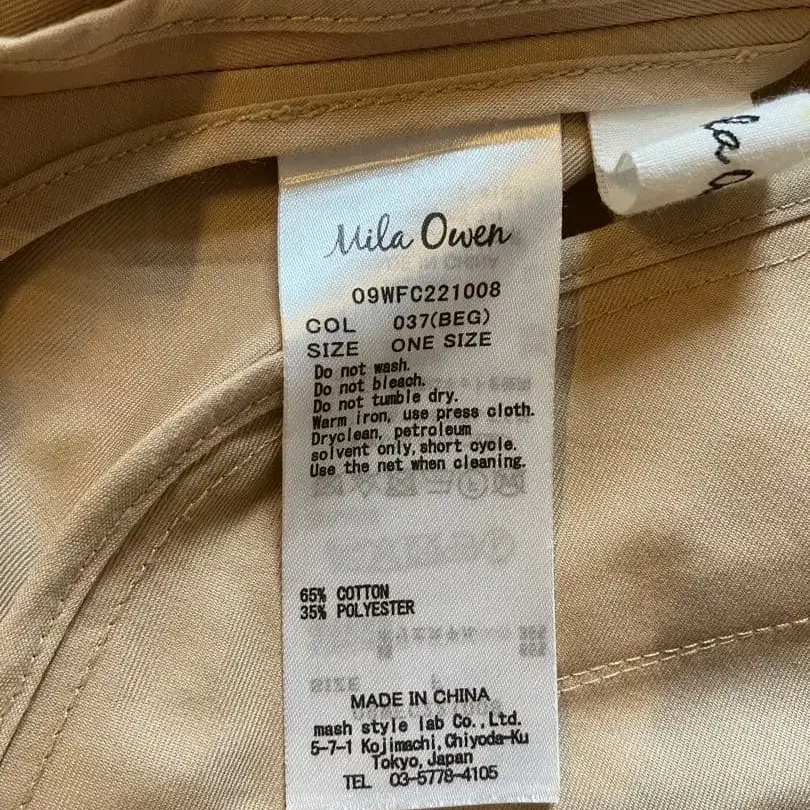 Mila Owen
09WFC221008
COL 037(BEG)
SIZE ONE SIZE
Do not wash.
Do not bleach.
Do not tumble dry.
Warm iron, use press cloth.
Dryclean, petroleum
solvent only,short cycle.
Use the net when cleaning.
65% COTTON
35% POLYESTER
MADE IN CHINA
mash style lab Co.,Ltd.
5-7-1 Kojimachi,Chiyoda-Ku
Tokyo,Japan
TEL 03-5778-4105
la O